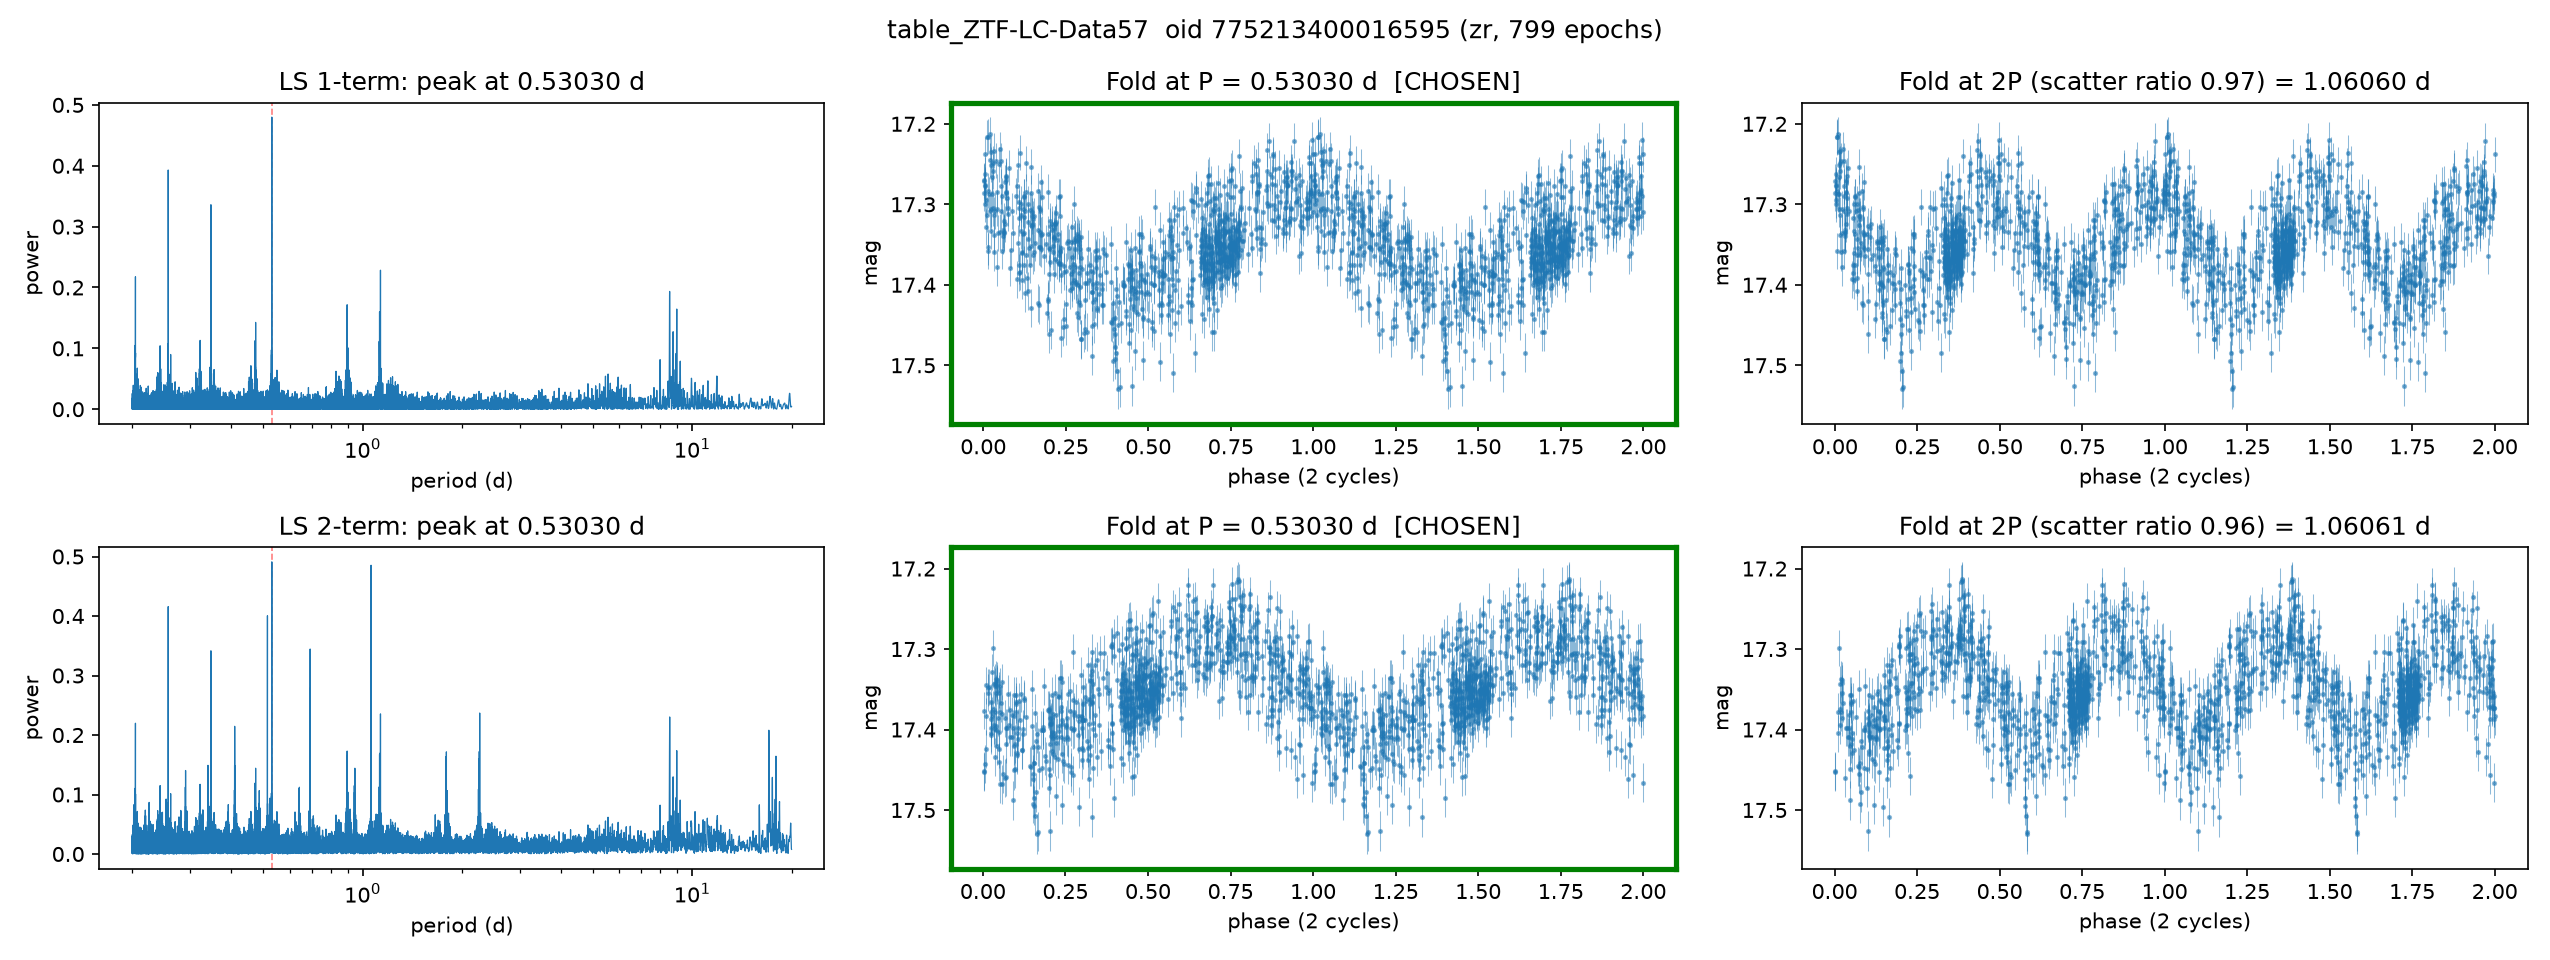 table_ZTF-LC-Data57  oid 775213400016595 (zr, 799 epochs)
LS 1-term: peak at 0.53030 d
power
0.5
0.4
0.3
0.2
0.1
0.0
10⁰
10¹
period (d)
Fold at P = 0.53030 d  [CHOSEN]
mag
17.2
17.3
17.4
17.5
0.00 0.25 0.50 0.75 1.00 1.25 1.50 1.75 2.00
phase (2 cycles)
Fold at 2P (scatter ratio 0.97) = 1.06060 d
mag
17.2
17.3
17.4
17.5
0.00 0.25 0.50 0.75 1.00 1.25 1.50 1.75 2.00
phase (2 cycles)
LS 2-term: peak at 0.53030 d
power
0.5
0.4
0.3
0.2
0.1
0.0
10⁰
10¹
period (d)
Fold at P = 0.53030 d  [CHOSEN]
mag
17.2
17.3
17.4
17.5
0.00 0.25 0.50 0.75 1.00 1.25 1.50 1.75 2.00
phase (2 cycles)
Fold at 2P (scatter ratio 0.96) = 1.06061 d
mag
17.2
17.3
17.4
17.5
0.00 0.25 0.50 0.75 1.00 1.25 1.50 1.75 2.00
phase (2 cycles)